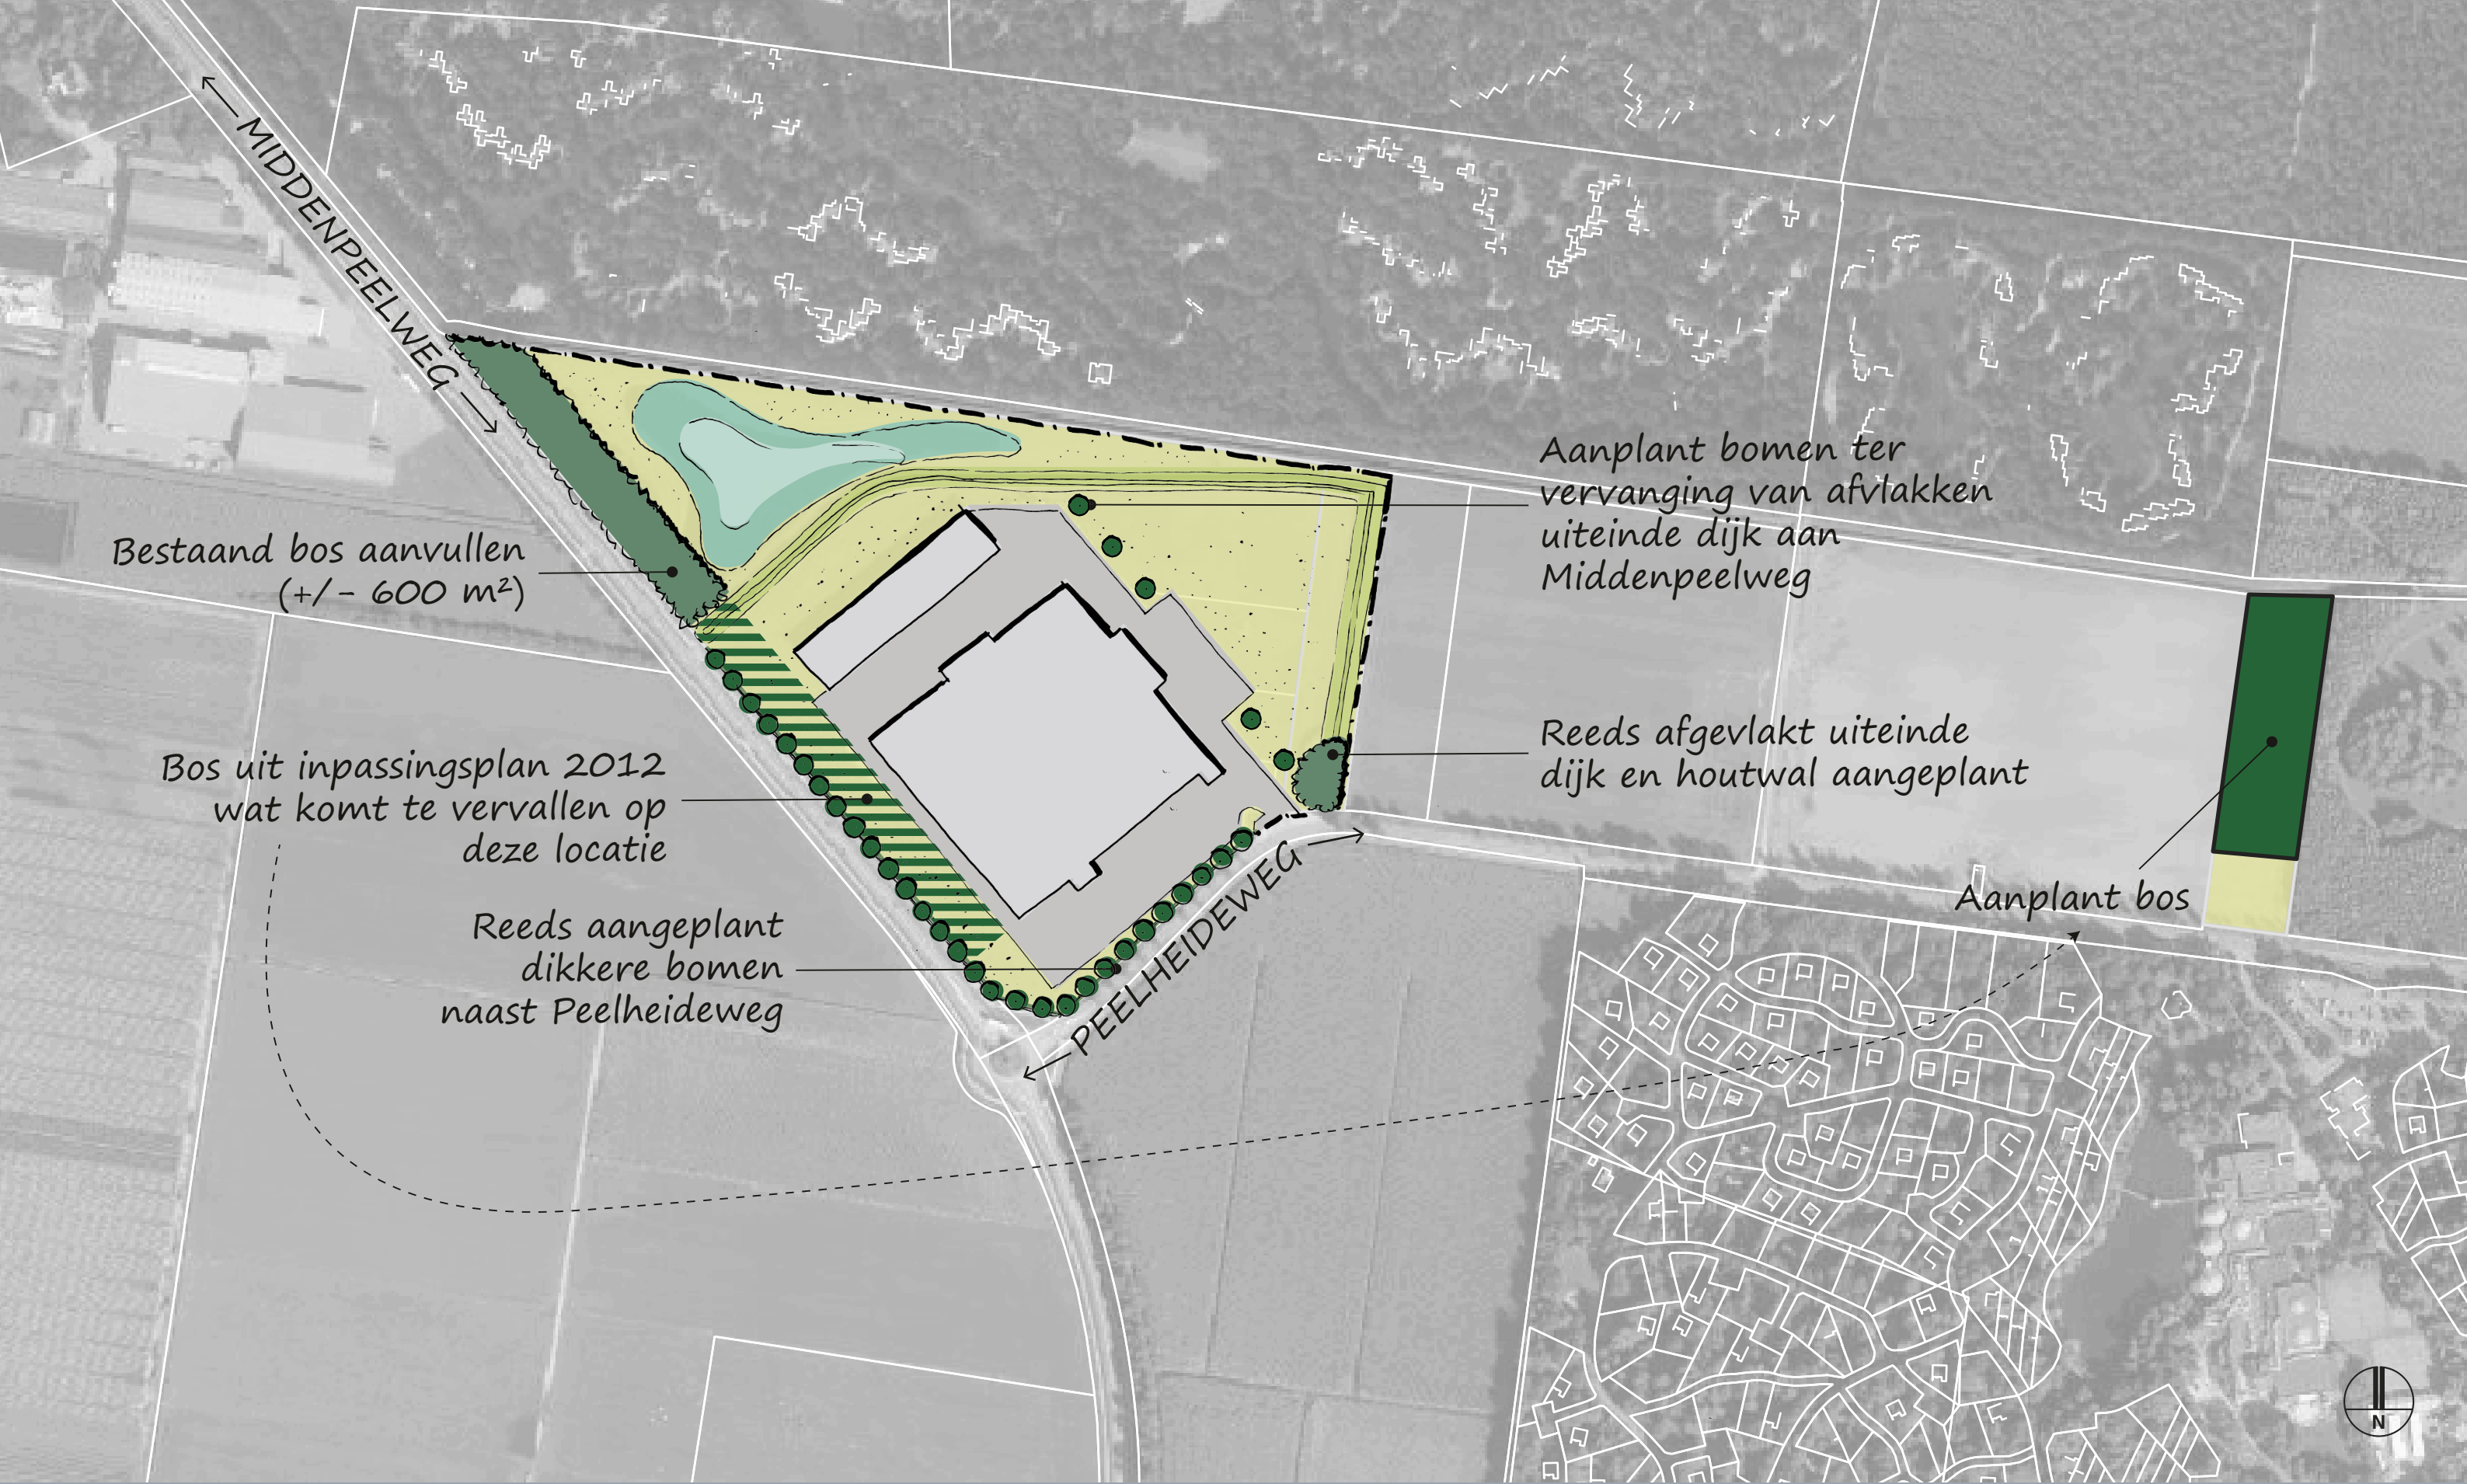 MIDDENPEELWEG
Aanplant bomen ter
vervanging van afvlakken
uiteinde dijk aan
Middenpeelweg
Bestaand bos aanvullen
(+/- 600 m²)
Reeds afgevlakt uiteinde
dijk en houtwal aangeplant
Bos uit inpassingsplan 2012
wat komt te vervallen op
deze locatie
Aanplant bos
Reeds aangeplant
dikkere bomen
naast Peelheideweg
PEELHEIDEWEG
N